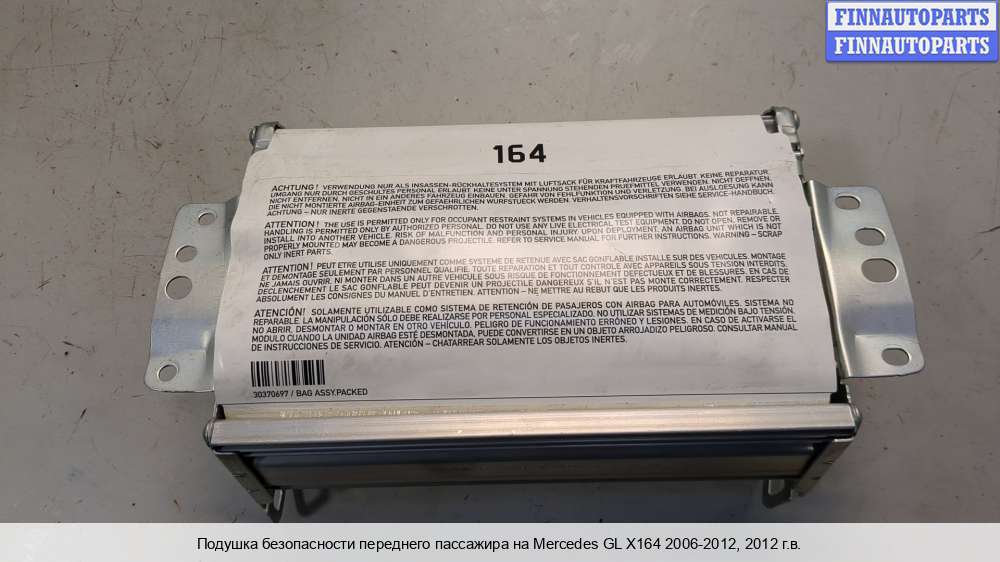 FINNAUTOPARTS
FINNAUTOPARTS
164
ACHTUNG! VERWENDUNG NUR ALS INSASSEN-RÜCKHALTESYSTEM MIT LUFTSACK FÜR KRAFTFAHRZEUGE ERLAUBT. KEINE REPARATUR.
UMGANG NUR DURCH GESCHULTES PERSONAL ERLAUBT. KEINE UNTER SPANNUNG STEHENDEN PRUEFMITTEL VERWENDEN. NICHT OEFFNEN,
NICHT ENTFERNEN, NICHT IN EIN ANDERES FAHRZEUG EINBAUEN. GEFAHR VON FEHLFUNKTION UND VERLETZUNG. BEI AUSLOESUNG KANN
DIE NICHT MONTIERTE AIRBAG-EINHEIT ZUM GEFAEHRLICHEN WURFSTUECK WERDEN. VERHALTENSVORSCHRIFTEN SIEHE SERVICE-HANDBUCH.
ACHTUNG – NUR INERTE GEGENSTAENDE VERSCHROTTEN.
ATTENTION! THE USE IS PERMITTED ONLY FOR OCCUPANT RESTRAINT SYSTEMS IN VEHICLES EQUIPPED WITH AIRBAGS. NOT REPAIRABLE.
HANDLING IS PERMITTED ONLY BY AUTHORIZED PERSONAL. DO NOT USE ANY LIVE ELECTRICAL TEST EQUIPMENT. DO NOT OPEN, REMOVE OR
INSTALL INTO ANOTHER VEHICLE. RISK OF MALFUNCTION AND PERSONAL INJURY UPON DEPLOYMENT, AN AIRBAG UNIT WHICH IS NOT
PROPERLY MOUNTED MAY BECOME A DANGEROUS PROJECTILE. REFER TO SERVICE MANUAL FOR FURTHER INSTRUCTIONS. WARNING – SCRAP
ONLY INERT PARTS.
ATTENTION! PEUT ETRE UTILISE UNIQUEMENT COMME SYSTEME DE RETENUE AVEC SAC GONFLABLE INSTALLE SUR DES VEHICULES. MONTAGE
ET DEMONTAGE SEULEMENT PAR PERSONNEL QUALIFIE. TOUTE REPARATION ET TOUT CONTROLE AVEC APPAREILS SOUS TENSION INTERDITS.
NE JAMAIS OUVRIR. NI MONTER DANS UN AUTRE VEHICULE SOUS RISQUE DE FONCTIONNEMENT DEFECTUEUX ET DE BLESSURES. EN CAS DE
DECLENCHEMENT LE SAC GONFLABLE PEUT DEVENIR UN PROJECTILE DANGEREUX S'IL N'EST PAS MONTE CORRECTEMENT. RESPECTER
ABSOLUMENT LES CONSIGNES DU MANUEL D'ENTRETIEN. ATTENTION – NE METTRE AU REBUT QUE LES PRODUITS INERTES.
ATENCIÓN! SOLAMENTE UTILIZABLE COMO SISTEMA DE RETENCIÓN DE PASAJEROS CON AIRBAG PARA AUTOMÓVILES. SISTEMA NO
REPARABLE. LA MANIPULACIÓN SÓLO DEBE REALIZARSE POR PERSONAL ESPECIALIZADO. NO UTILIZAR SISTEMAS DE MEDICIÓN BAJO TENSIÓN.
NO ABRIR, DESMONTAR O MONTAR EN OTRO VEHÍCULO. PELIGRO DE FUNCIONAMIENTO ERRÓNEO Y LESIONES. EN CASO DE ACTIVARSE EL
MODULO CUANDO LA UNIDAD AIRBAG ESTÉ DESMONTADA, PUEDE CONVERTIRSE EN UN OBJETO ARROJADIZO PELIGROSO. CONSULTAR MANUAL
DE INSTRUCCIONES DE SERVICIO. ATENCIÓN – CHATARREAR SOLAMENTE LOS OBJETOS INERTES.
30370697 / BAG ASSY.PACKED
Подушка безопасности переднего пассажира на Mercedes GL X164 2006-2012, 2012 г.в.